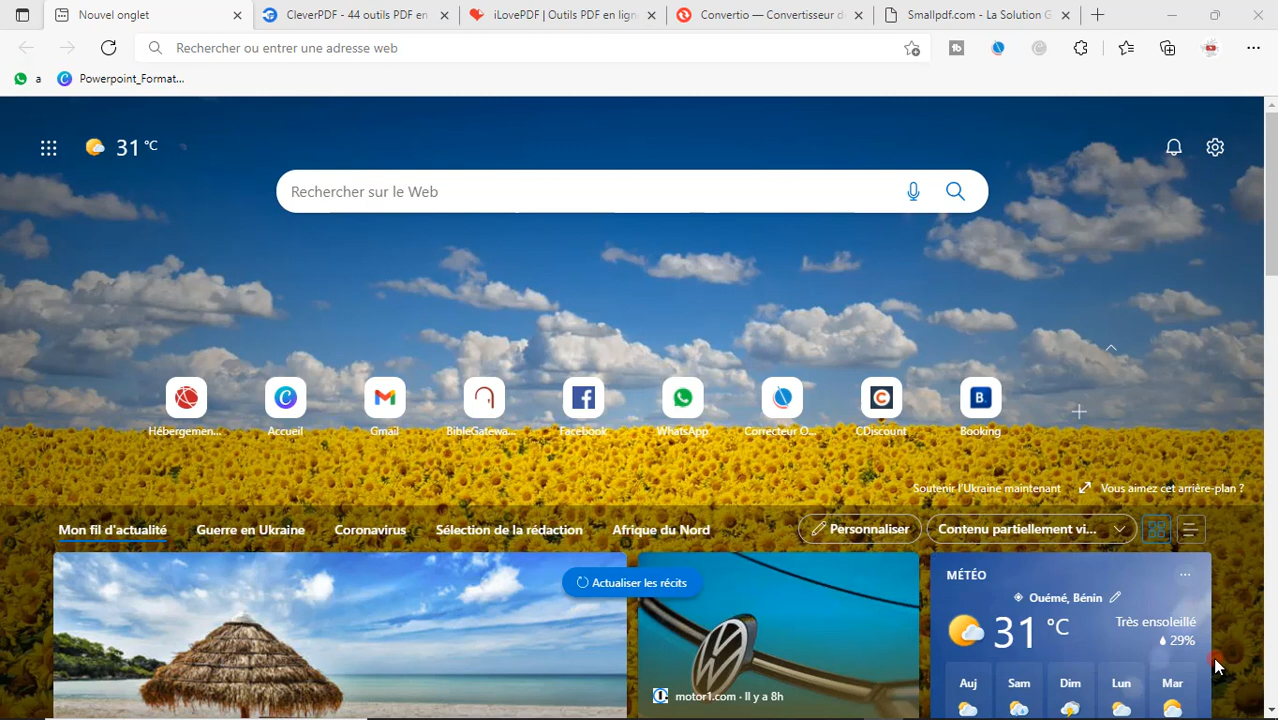 Nouvel onglet
CleverPDF - 44 outils PDF en
iLovePDF | Outils PDF en lign
Convertio — Convertisseur d
Smallpdf.com - La Solution G
Rechercher ou entrer une adresse web
a
Powerpoint_Format...
31 °C
Rechercher sur le Web
Hébergemen...
Accueil
Gmail
BibleGatewa...
Facebook
WhatsApp
Correcteur O...
CDiscount
Booking
Soutenir l'Ukraine maintenant
Vous aimez cet arrière-plan ?
Mon fil d'actualité
Guerre en Ukraine
Coronavirus
Sélection de la rédaction
Afrique du Nord
Personnaliser
Contenu partiellement vi...
Actualiser les récits
motor1.com · Il y a 8h
MÉTÉO
Ouémé, Bénin
31 °C
Très ensoleillé
29%
Auj Sam Dim Lun Mar